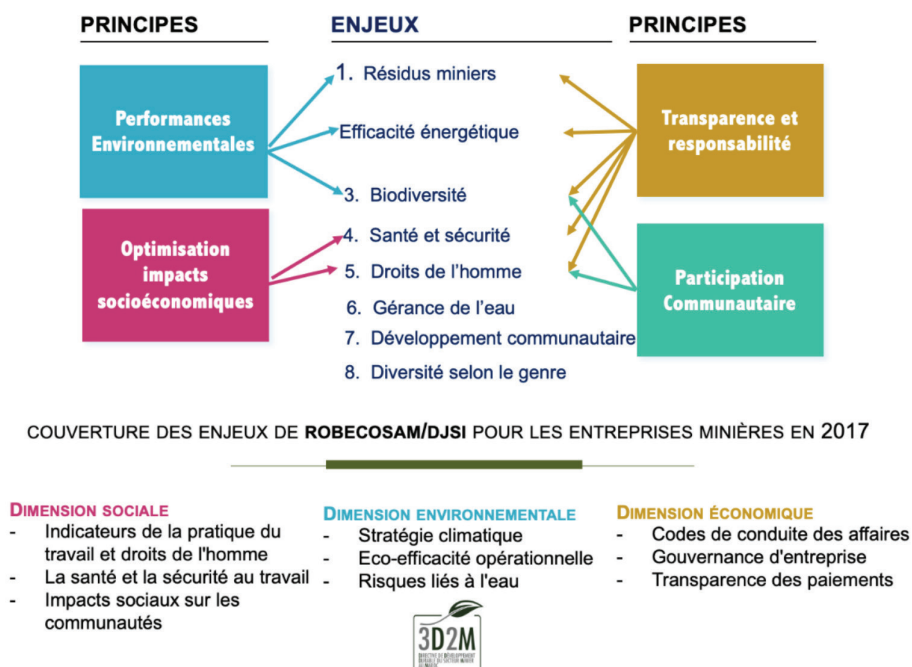 PRINCIPES
ENJEUX
PRINCIPES
Performances
Environnementales
Optimisation
impacts
socioéconomiques
1. Résidus miniers
Efficacité énergétique
3. Biodiversité
4. Santé et sécurité
5. Droits de l'homme
6. Gérance de l'eau
7. Développement communautaire
8. Diversité selon le genre
Transparence et
responsabilité
Participation
Communautaire
COUVERTURE DES ENJEUX DE ROBECOSAM/DJSI POUR LES ENTREPRISES MINIÈRES EN 2017
DIMENSION SOCIALE
- Indicateurs de la pratique du
travail et droits de l'homme
- La santé et la sécurité au travail
- Impacts sociaux sur les
communautés
DIMENSION ENVIRONNEMENTALE
- Stratégie climatique
- Eco-efficacité opérationnelle
- Risques liés à l'eau
DIMENSION ÉCONOMIQUE
- Codes de conduite des affaires
- Gouvernance d'entreprise
- Transparence des paiements
3D2M